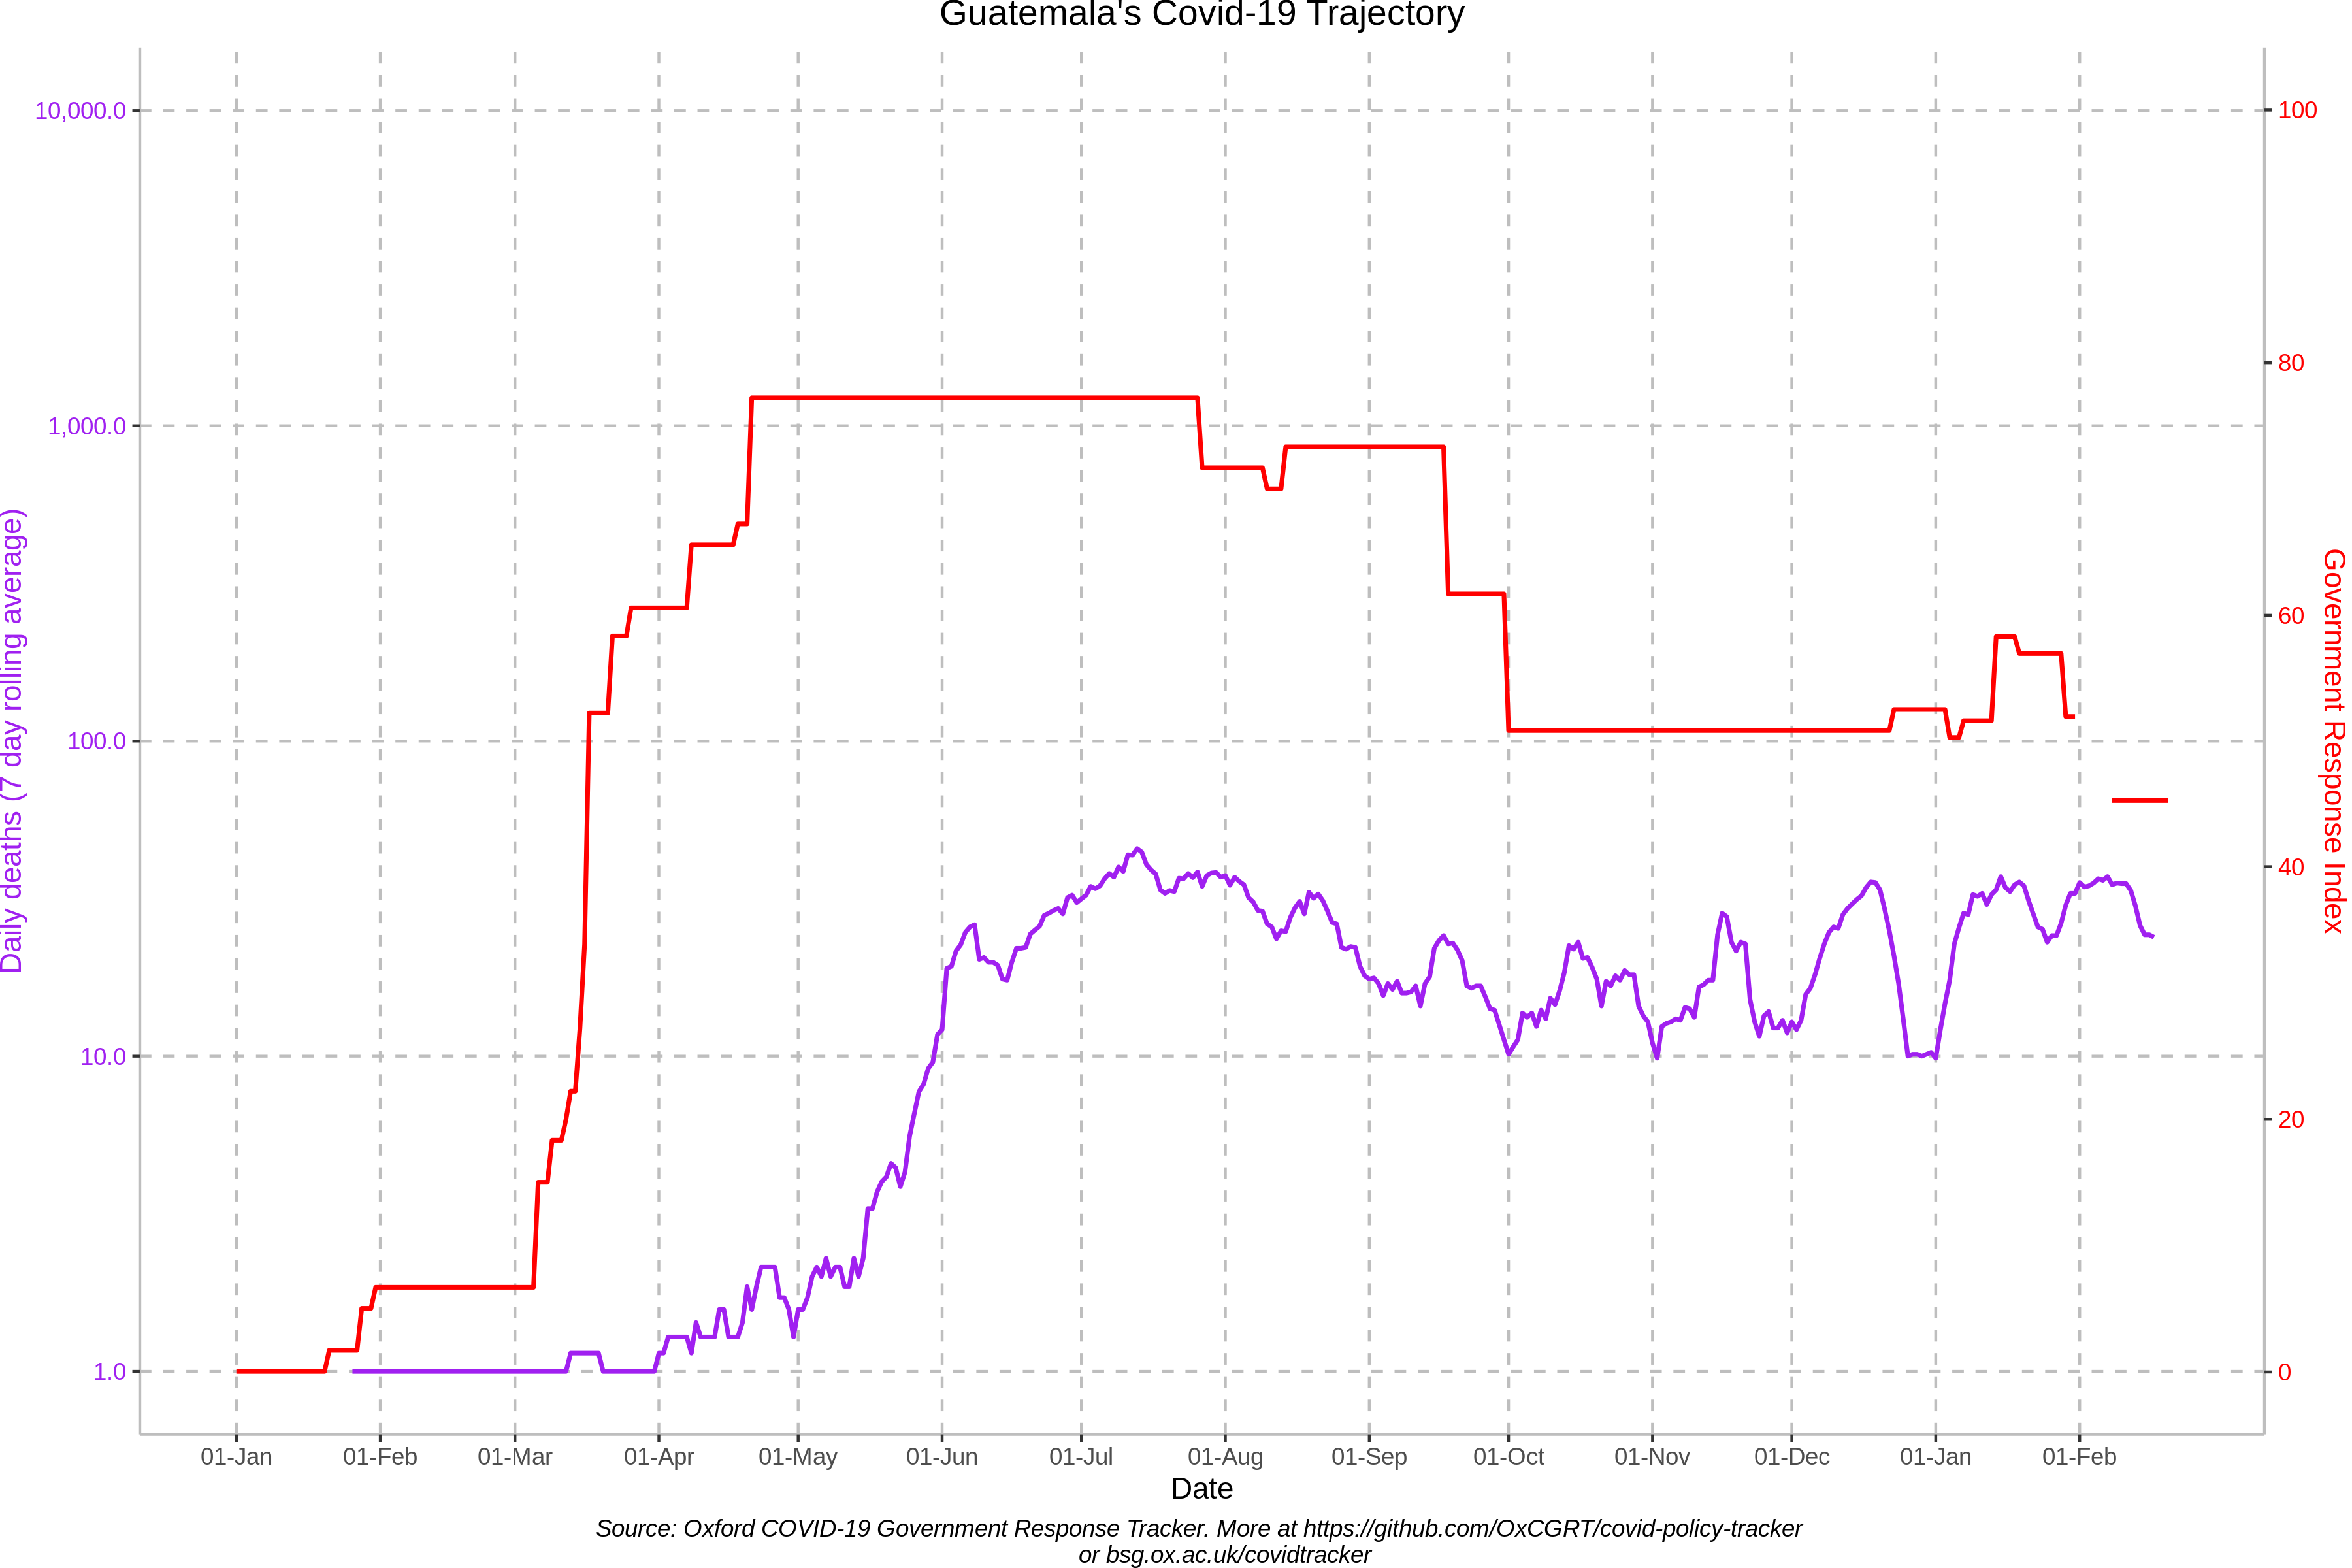 Guatemala's Covid-19 Trajectory
10,000.0
1,000.0
100.0
10.0
1.0
Daily deaths (7 day rolling average)
100
80
60
40
20
0
Government Response Index
01-Jan 01-Feb 01-Mar 01-Apr 01-May 01-Jun 01-Jul 01-Aug 01-Sep 01-Oct 01-Nov 01-Dec 01-Jan 01-Feb
Date
Source: Oxford COVID-19 Government Response Tracker. More at https://github.com/OxCGRT/covid-policy-tracker
or bsg.ox.ac.uk/covidtracker